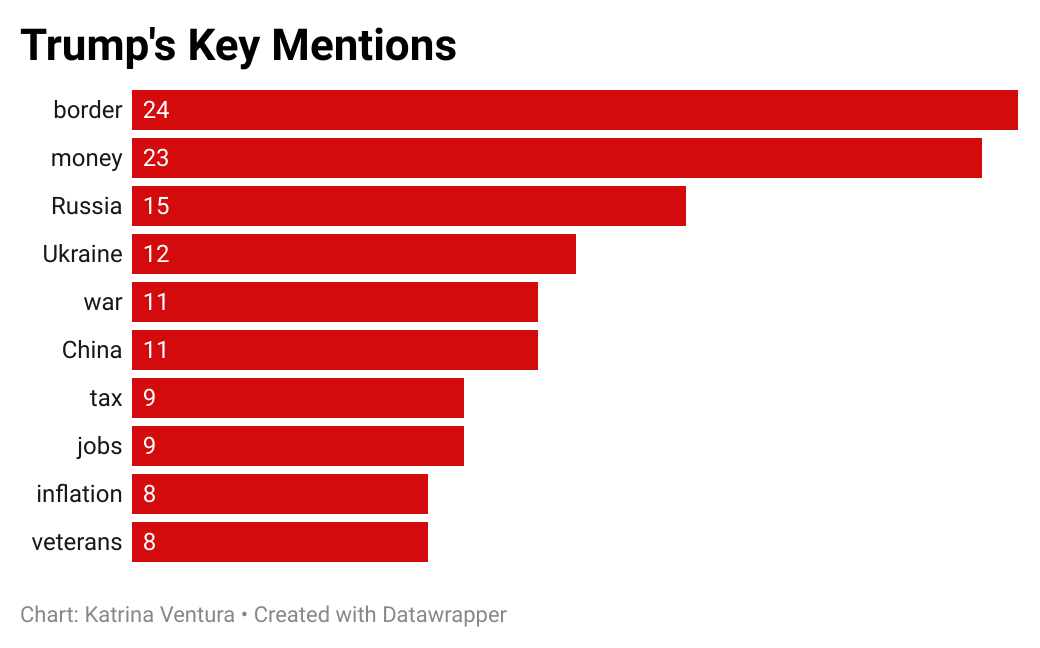 Trump's Key Mentions
border 24
money 23
Russia 15
Ukraine 12
war 11
China 11
tax 9
jobs 9
inflation 8
veterans 8
Chart: Katrina Ventura • Created with Datawrapper